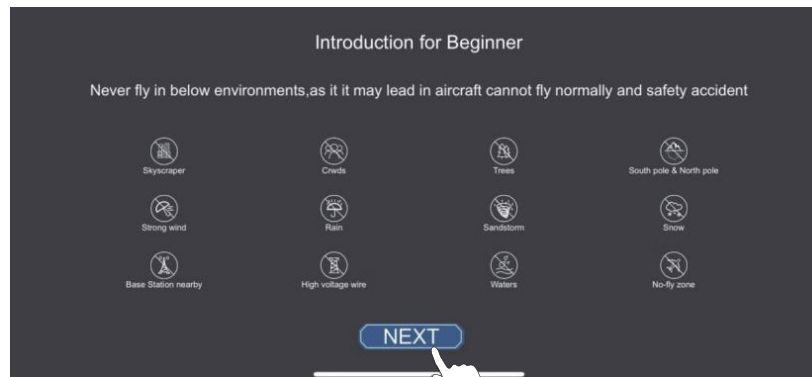 Introduction for Beginner
Never fly in below environments,as it it may lead in aircraft cannot fly normally and safety accident
Skyscraper
Crwds
Trees
South pole & North pole
Strong wind
Rain
Sandstorm
Snow
Base Station nearby
High voltage wire
Waters
No-fly zone
NEXT